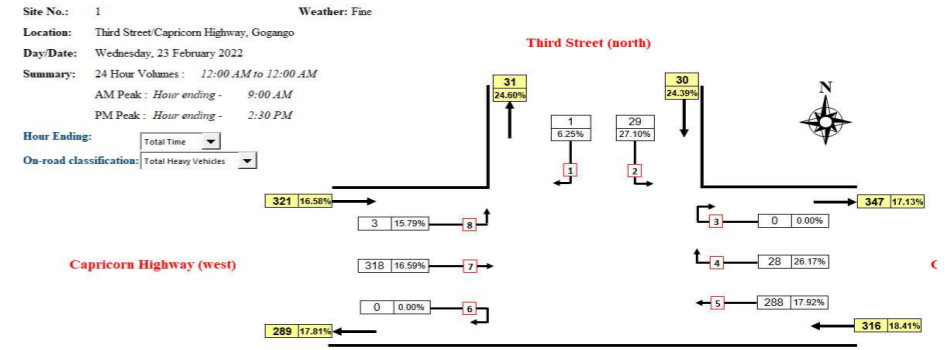 Site No.: 1 Weather: Fine
Location: Third Street/Capricorn Highway, Gogango
Day/Date: Wednesday, 23 February 2022
Summary: 24 Hour Volumes : 12:00 AM to 12:00 AM
AM Peak : Hour ending - 9:00 AM
PM Peak : Hour ending - 2:30 PM
Hour Ending: Total Time
On-road classification: Total Heavy Vehicles
Third Street (north)
31
24.60%
30
24.39%
N
1
6.25%
29
27.10%
1
2
321 16.58%
347 17.13%
3 15.79% 8
3 0 0.00%
Capricorn Highway (west)
318 16.59% 7
4 28 26.17%
C
0 0.00% 6
5 288 17.92%
289 17.81%
316 18.41%